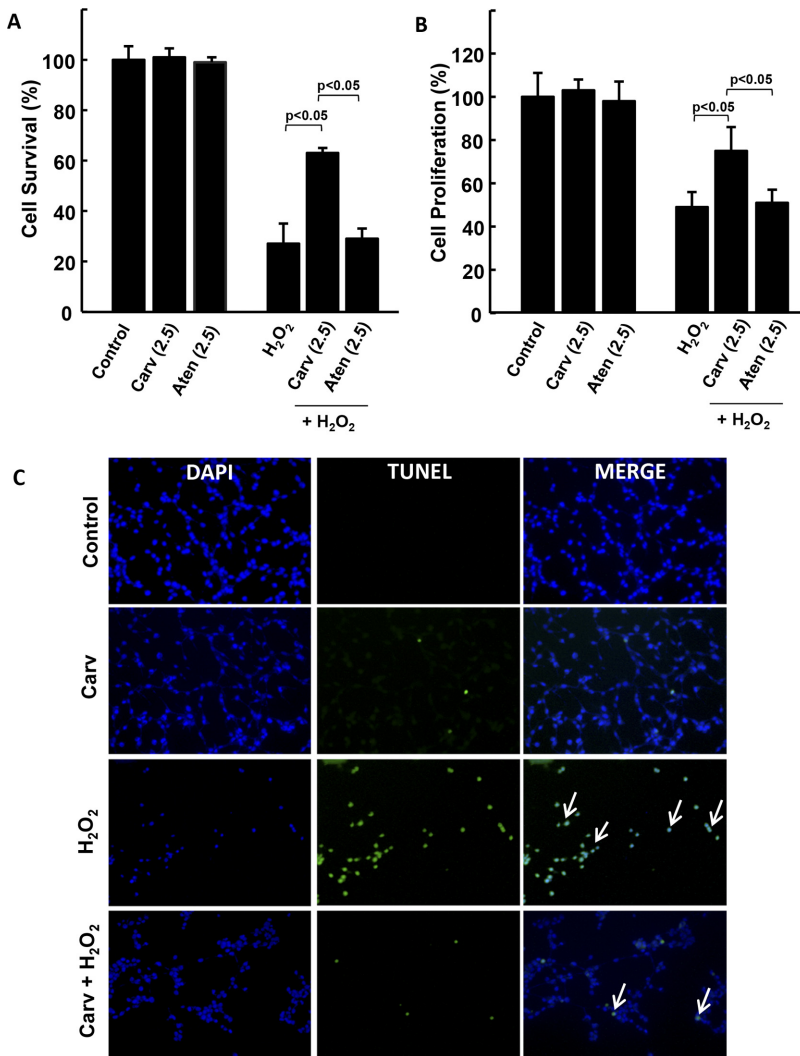 A
Cell Survival (%)
100
80
60
40
20
0
p<0.05
p<0.05
Control
Carv (2.5)
Aten (2.5)
H₂O₂
Carv (2.5)
Aten (2.5)
+ H₂O₂
B
Cell Proliferation (%)
120
100
80
60
40
20
0
p<0.05
p<0.05
Control
Carv (2.5)
Aten (2.5)
H₂O₂
Carv (2.5)
Aten (2.5)
+ H₂O₂
C
DAPI TUNEL MERGE
Control
Carv
H₂O₂
Carv + H₂O₂